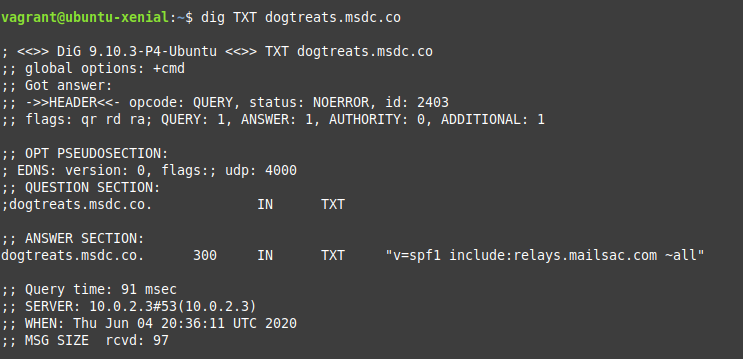 vagrant@ubuntu-xenial:~$ dig TXT dogtreats.msdc.co
; <<>> DiG 9.10.3-P4-Ubuntu <<>> TXT dogtreats.msdc.co
;; global options: +cmd
;; Got answer:
;; ->>HEADER<<- opcode: QUERY, status: NOERROR, id: 2403
;; flags: qr rd ra; QUERY: 1, ANSWER: 1, AUTHORITY: 0, ADDITIONAL: 1
;; OPT PSEUDOSECTION:
; EDNS: version: 0, flags:; udp: 4000
;; QUESTION SECTION:
;dogtreats.msdc.co. IN TXT
;; ANSWER SECTION:
dogtreats.msdc.co. 300 IN TXT "v=spf1 include:relays.mailsac.com ~all"
;; Query time: 91 msec
;; SERVER: 10.0.2.3#53(10.0.2.3)
;; WHEN: Thu Jun 04 20:36:11 UTC 2020
;; MSG SIZE rcvd: 97